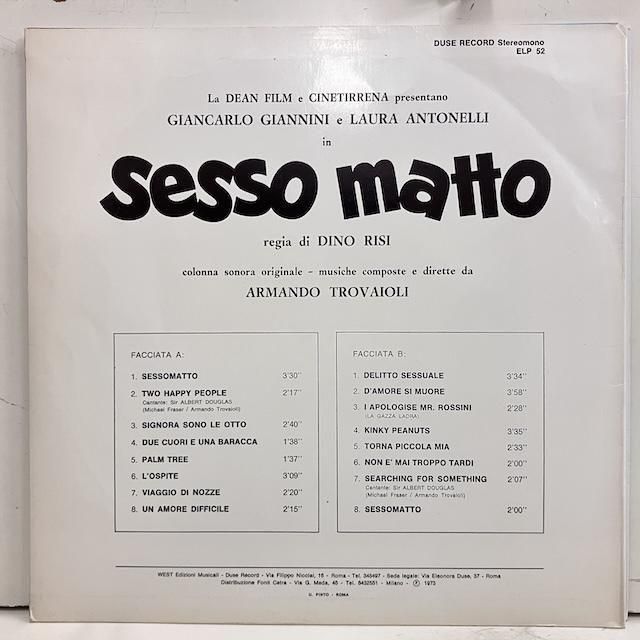 DUSE RECORD Stereomono
ELP 52
La DEAN FILM e CINETIRRENA presentano
GIANCARLO GIANNINI e LAURA ANTONELLI
in
sesso matto
regia di DINO RISI
colonna sonora originale - musiche composte e dirette da
ARMANDO TROVAIOLI
FACCIATA A:
1. SESSOMATTO 3'30"
2. TWO HAPPY PEOPLE 2'17"
Cantante: Sir ALBERT DOUGLAS
(Michael Fraser / Armando Trovaioli)
3. SIGNORA SONO LE OTTO 2'40"
4. DUE CUORI E UNA BARACCA 1'38"
5. PALM TREE 1'37"
6. L'OSPITE 3'09"
7. VIAGGIO DI NOZZE 2'20"
8. UN AMORE DIFFICILE 2'15"
FACCIATA B:
1. DELITTO SESSUALE 3'34"
2. D'AMORE SI MUORE 3'58"
3. I APOLOGISE MR. ROSSINI 2'28"
(LA GAZZA LADRA)
4. KINKY PEANUTS 3'35"
5. TORNA PICCOLA MIA 2'33"
6. NON E' MAI TROPPO TARDI 2'00"
7. SEARCHING FOR SOMETHING 2'07"
Cantante: Sir ALBERT DOUGLAS
(Michael Fraser / Armando Trovaioli)
8. SESSOMATTO 2'00"
WEST Edizioni Musicali - Duse Record - Via Filippo Nicolai, 16 - Roma - Tel. 345497 - Sede legale: Via Eleonora Duse, 37 - Roma
Distribuzione Fonit Cetra - Via G. Meda, 45 - Tel. 8432551 - Milano - Ⓟ 1973
U. PINTO - ROMA